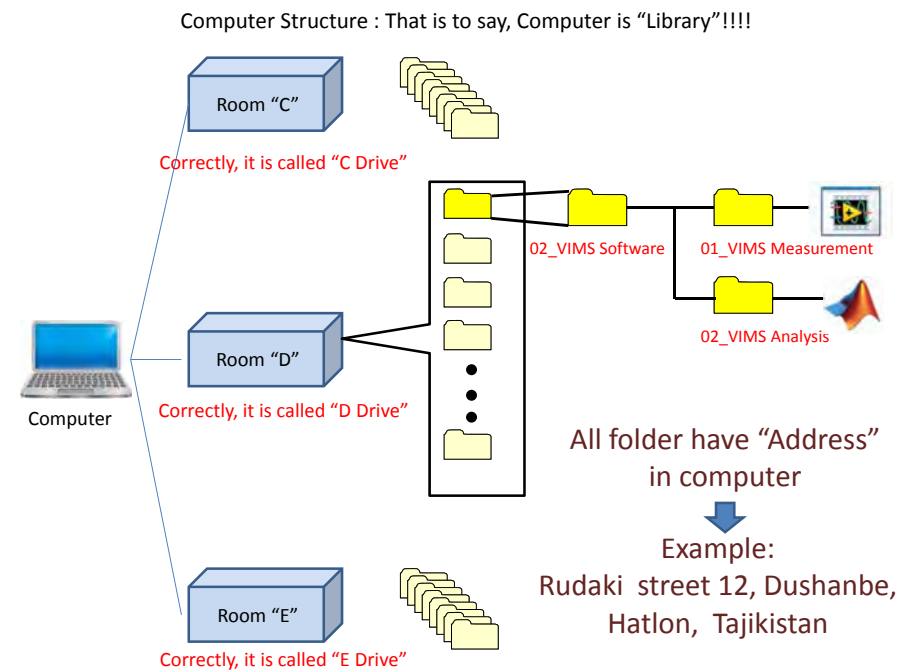 Computer Structure : That is to say, Computer is “Library”!!!!
Room “C”
Correctly, it is called “C Drive”
02_VIMS Software
01_VIMS Measurement
02_VIMS Analysis
Room “D”
Correctly, it is called “D Drive”
Computer
All folder have “Address”
in computer
Example:
Rudaki street 12, Dushanbe,
Hatlon, Tajikistan
Room “E”
Correctly, it is called “E Drive”